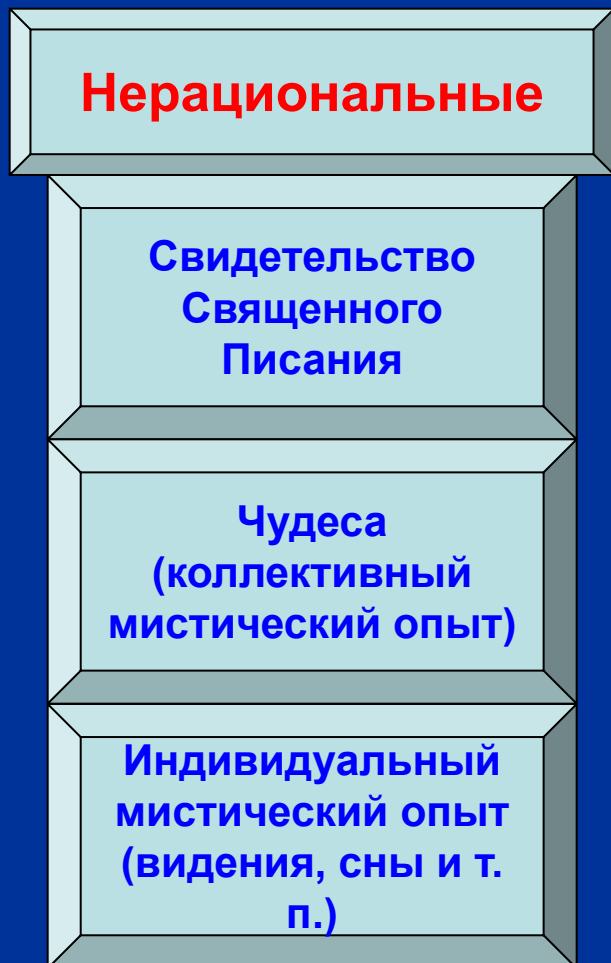 Нерациональные
Свидетельство
Священного
Писания
Чудеса
(коллективный
мистический опыт)
Индивидуальный
мистический опыт
(видения, сны и т.
п.)